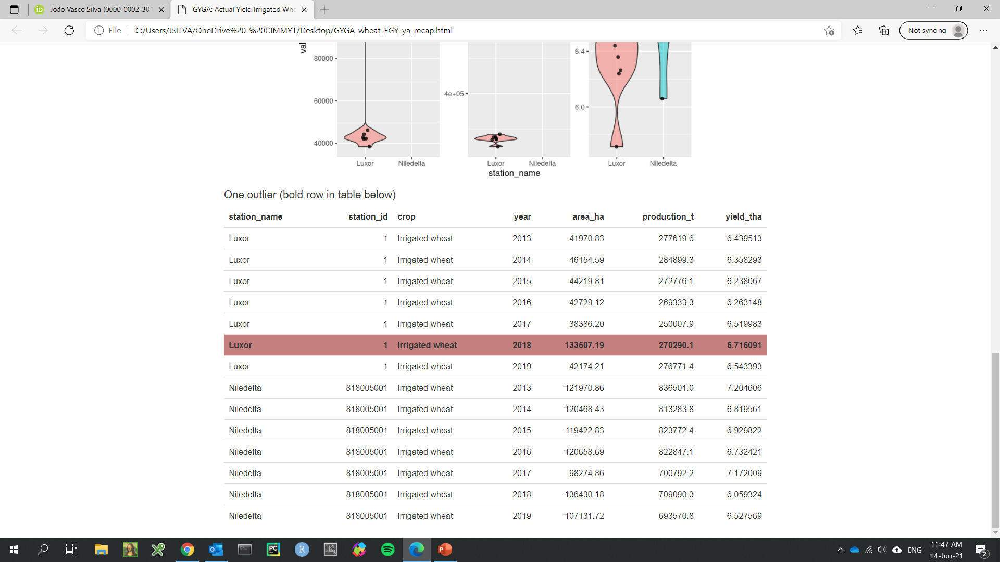 João Vasco Silva (0000-0002-301
GYGA: Actual Yield Irrigated Whe
File
C:/Users/JSILVA/OneDrive%20-%20CIMMYT/Desktop/GYGA_wheat_EGY_ya_recap.html
Not syncing
val
80000
60000
40000
Luxor Niledelta
4e+05
Luxor Niledelta
6.4
6.0
Luxor Niledelta
station_name
One outlier (bold row in table below)
station_name station_id crop year area_ha production_t yield_tha
Luxor 1 Irrigated wheat 2013 41970.83 277619.6 6.439513
Luxor 1 Irrigated wheat 2014 46154.59 284899.3 6.358293
Luxor 1 Irrigated wheat 2015 44219.81 272776.1 6.238067
Luxor 1 Irrigated wheat 2016 42729.12 269333.3 6.263148
Luxor 1 Irrigated wheat 2017 38386.20 250007.9 6.519983
Luxor 1 Irrigated wheat 2018 133507.19 270290.1 5.715091
Luxor 1 Irrigated wheat 2019 42174.21 276771.4 6.543393
Niledelta 818005001 Irrigated wheat 2013 121970.86 836501.0 7.204606
Niledelta 818005001 Irrigated wheat 2014 120468.43 813283.8 6.819561
Niledelta 818005001 Irrigated wheat 2015 119422.83 823772.4 6.929822
Niledelta 818005001 Irrigated wheat 2016 120658.69 822847.1 6.732421
Niledelta 818005001 Irrigated wheat 2017 98274.86 700792.2 7.172009
Niledelta 818005001 Irrigated wheat 2018 136430.18 709090.3 6.059324
Niledelta 818005001 Irrigated wheat 2019 107131.72 693570.8 6.527569
PC
R
TEX
P
ENG
11:47 AM
14-Jun-21
2